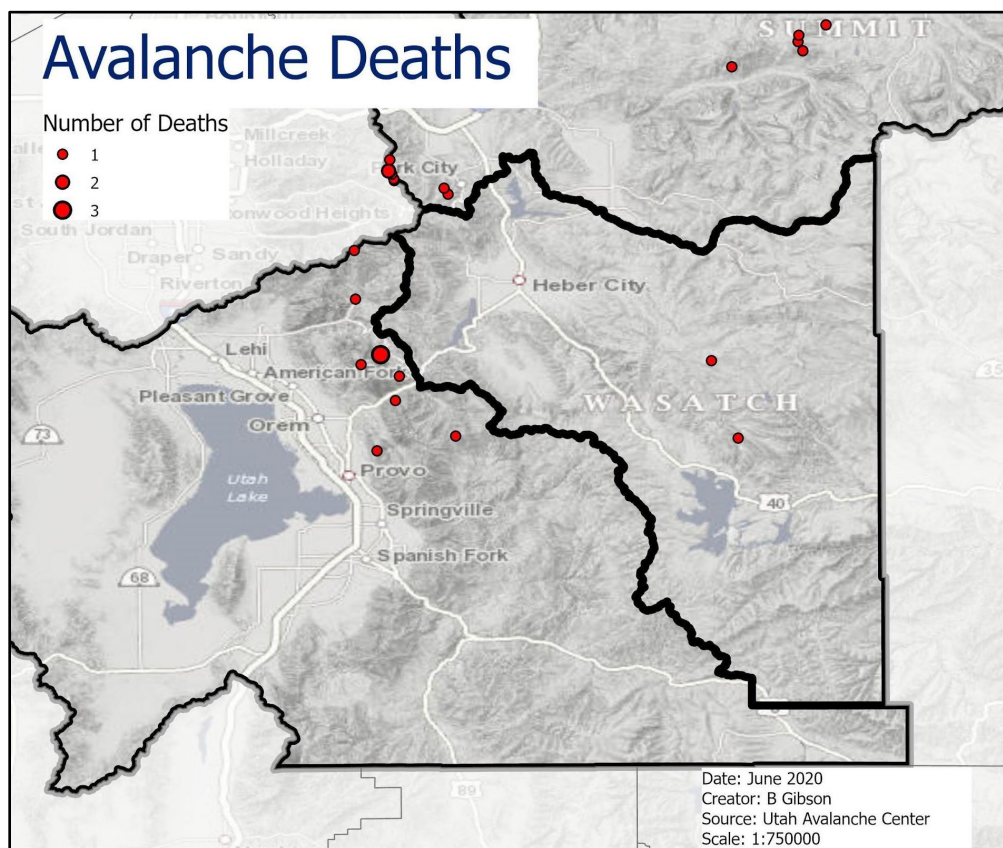 Avalanche Deaths
SUMMIT
Number of Deaths
1
2
3
Millcreek
Holladay
Park City
onwood Heights
South Jordan
Draper
Sandy
Riverton
Heber City
Lehi
American Fork
Pleasant Grove
WASATCH
Orem
73
Provo
Utah
Lake
40
Springville
Spanish Fork
68
89
35
Date: June 2020
Creator: B Gibson
Source: Utah Avalanche Center
Scale: 1:750000